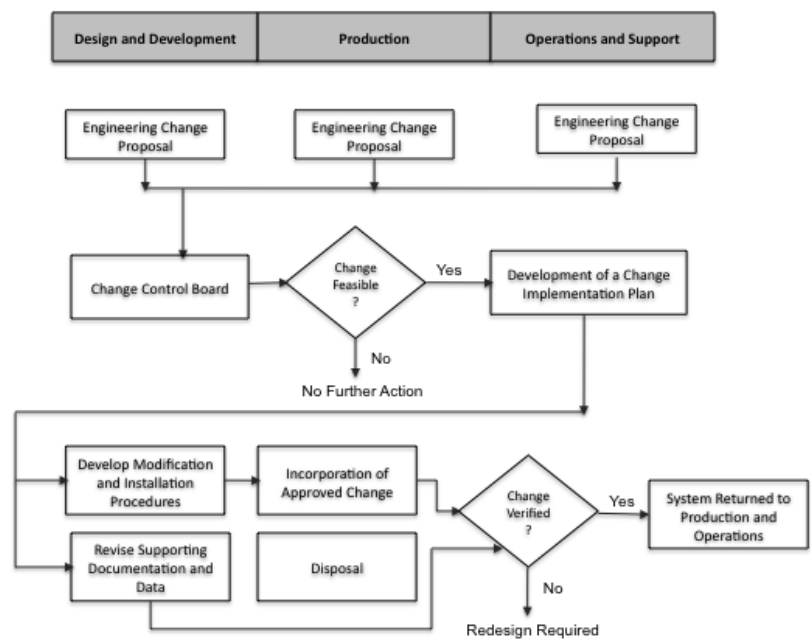 Design and Development
Production
Operations and Support
Engineering Change
Proposal
Engineering Change
Proposal
Engineering Change
Proposal
Change Control Board
Change
Feasible
?
Yes
Development of a Change
Implementation Plan
No
No Further Action
Develop Modification
and Installation
Procedures
Incorporation of
Approved Change
Change
Verified
?
Yes
System Returned to
Production and
Operations
Revise Supporting
Documentation and
Data
Disposal
No
Redesign Required